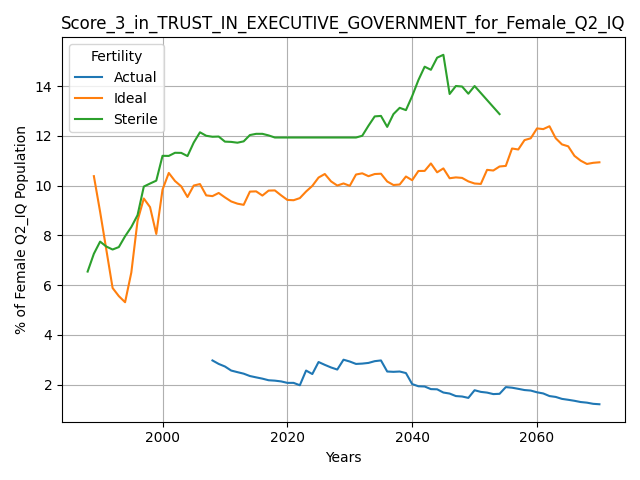 Score_3_in_TRUST_IN_EXECUTIVE_GOVERNMENT_for_Female_Q2_IQ
Fertility
Actual
Ideal
Sterile
% of Female Q2_IQ Population
14
12
10
8
6
4
2
2000
2020
2040
2060
Years